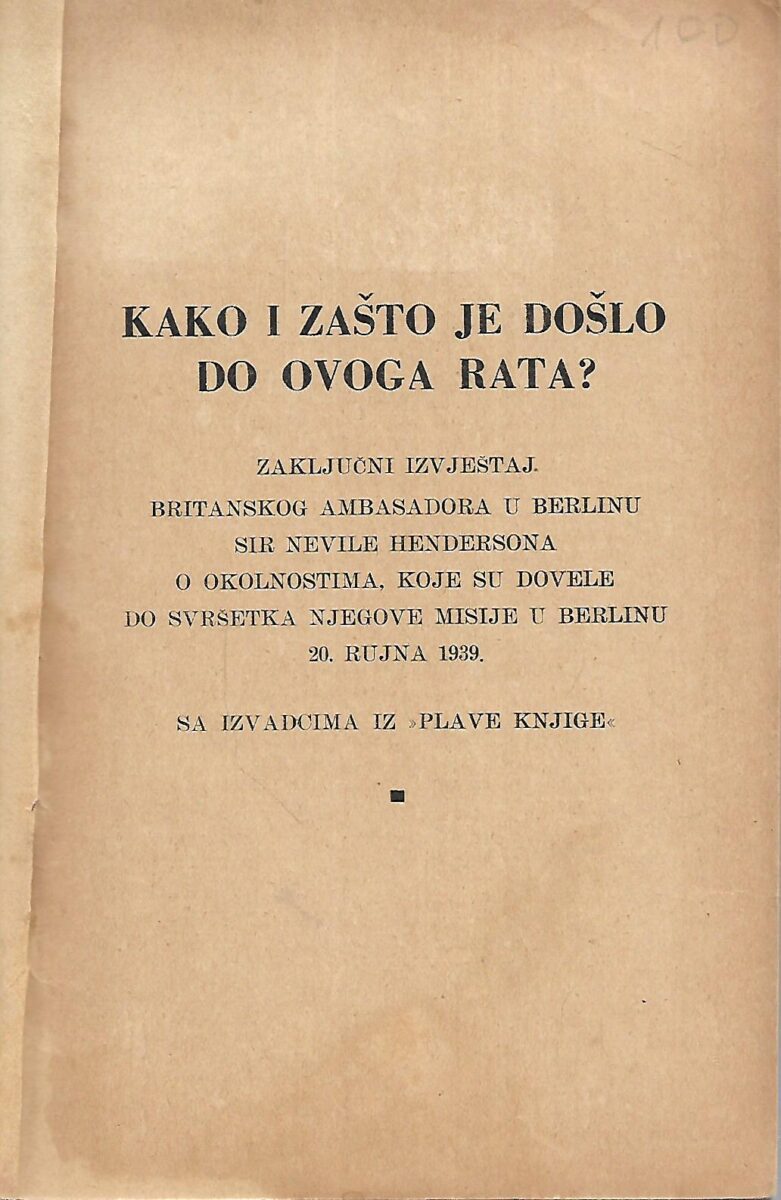 100
KAKO I ZAŠTO JE DOŠLO
DO OVOGA RATA?
ZAKLJUČNI IZVJEŠTAJ
BRITANSKOG AMBASADORA U BERLINU
SIR NEVILE HENDERSONA
O OKOLNOSTIMA, KOJE SU DOVELE
DO SVRŠETKA NJEGOVE MISIJE U BERLINU
20. RUJNA 1939.
SA IZVADCIMA IZ »PLAVE KNJIGE«